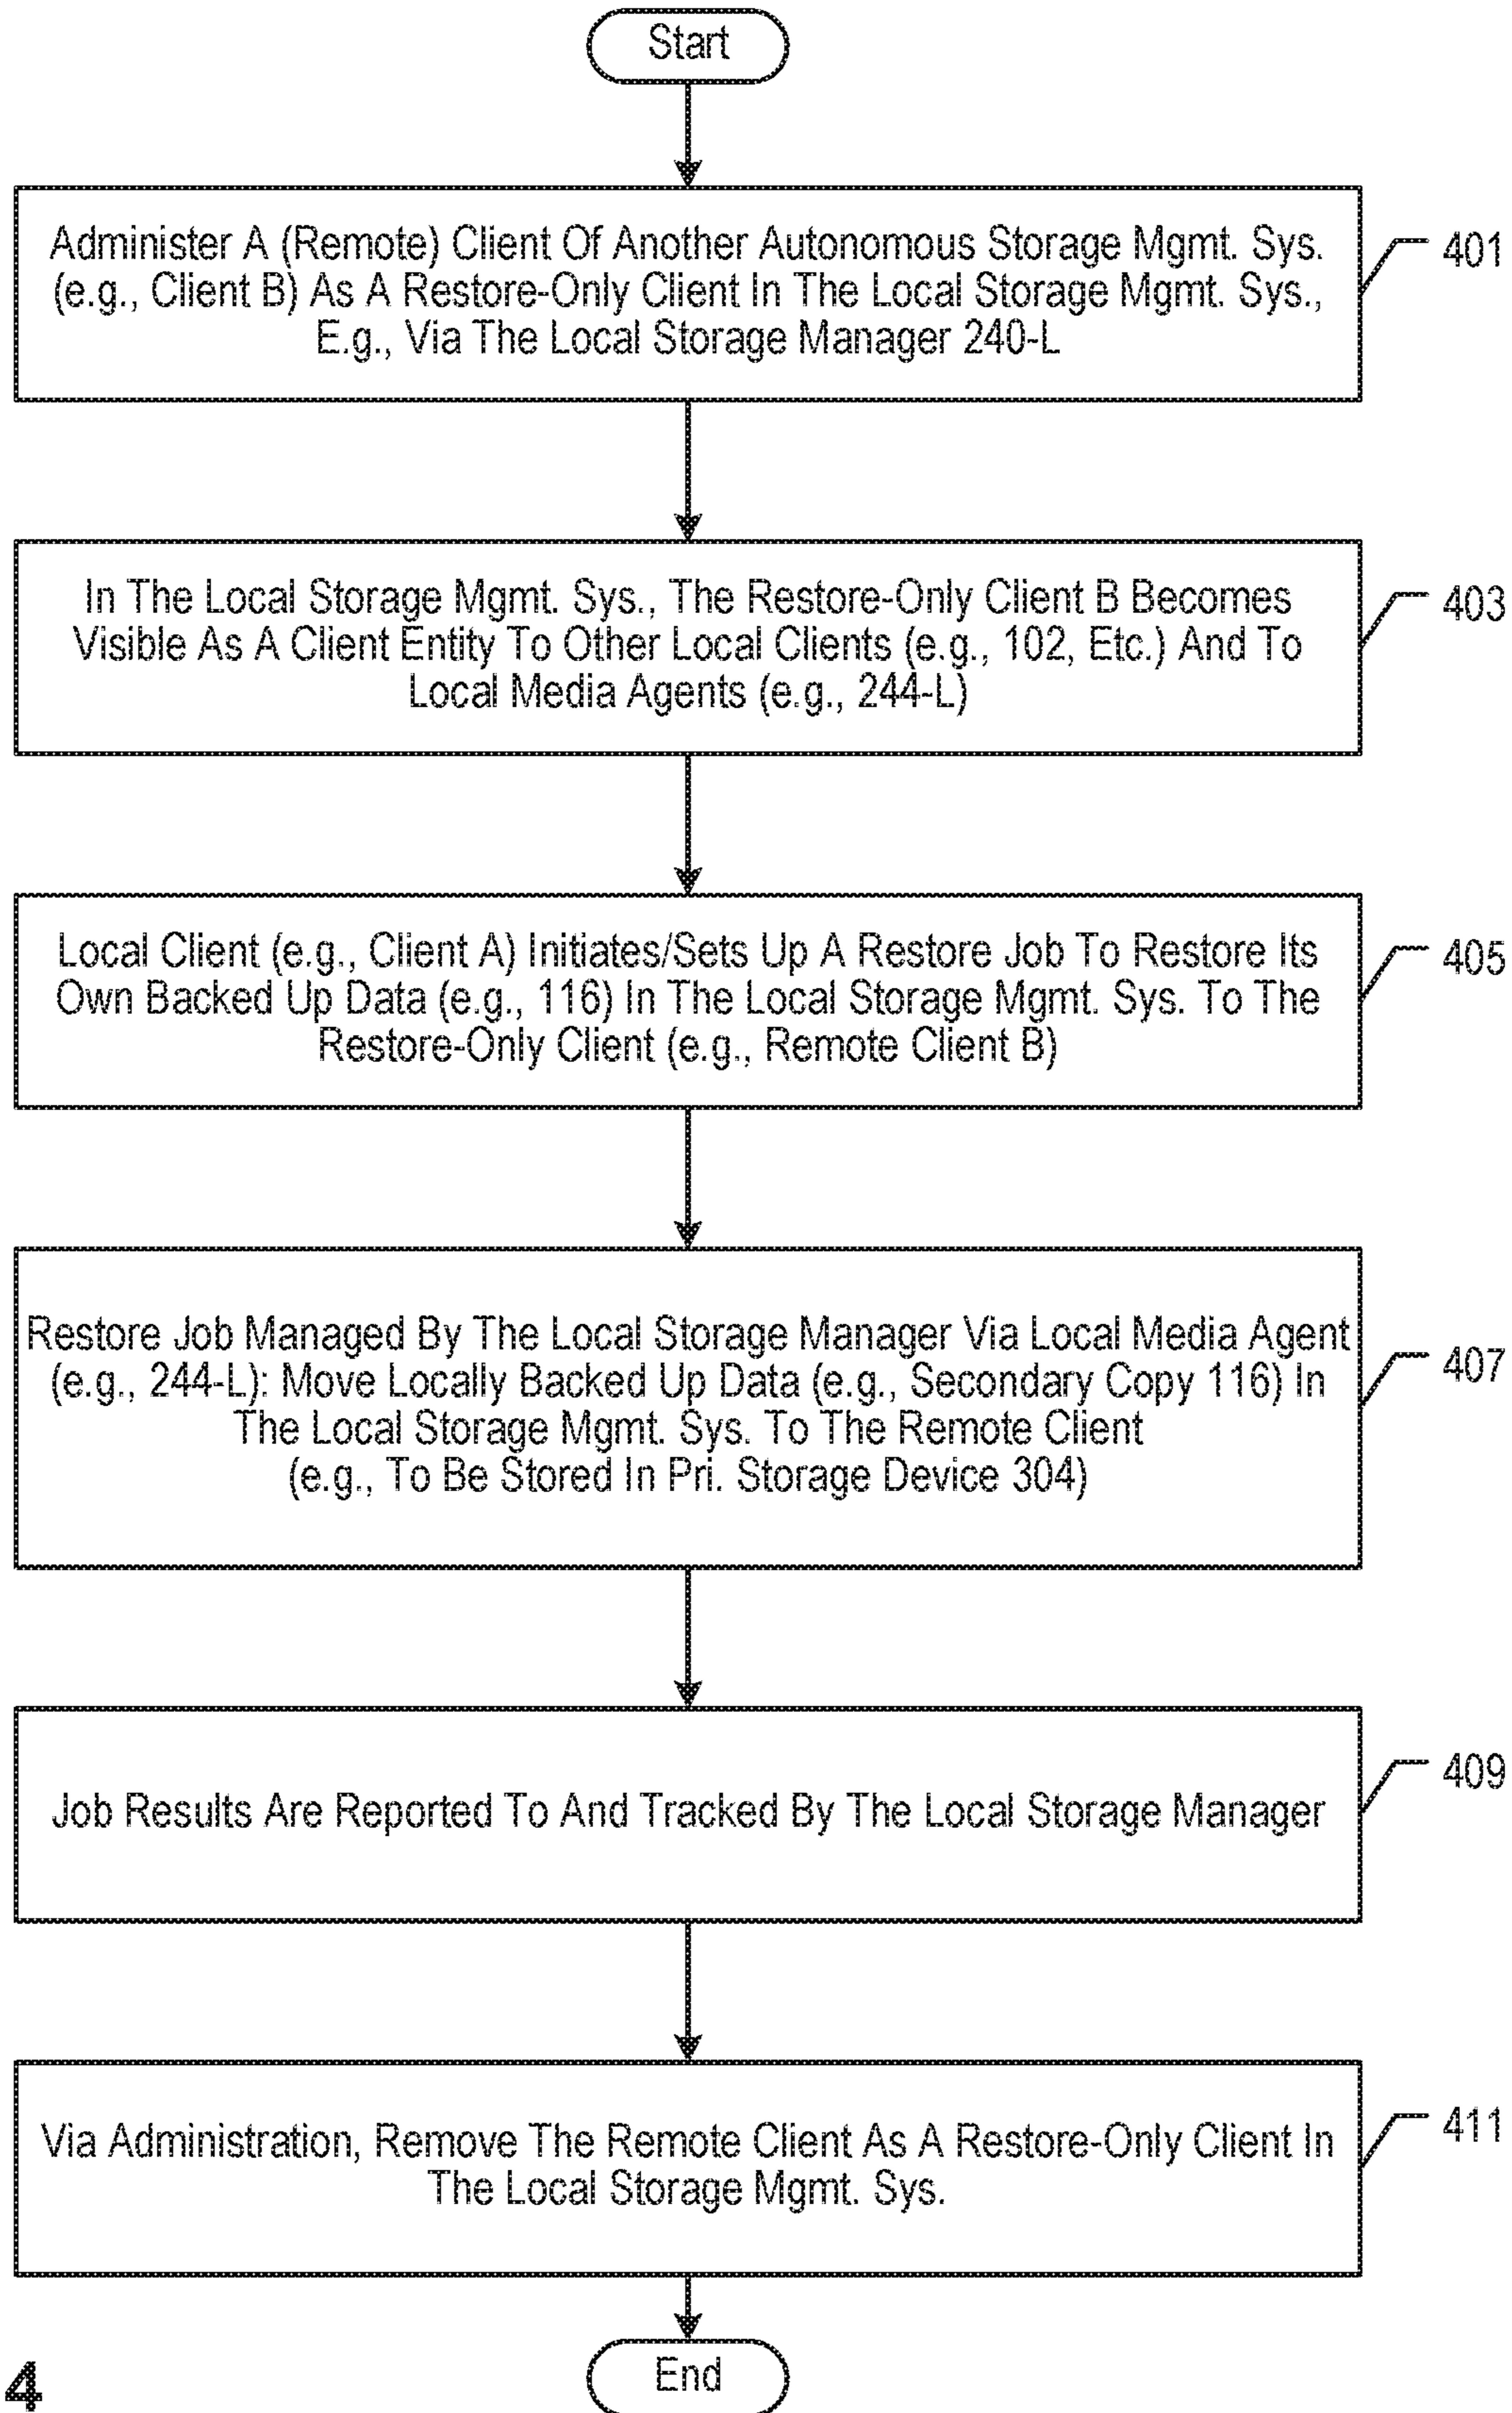 Start
Administer A (Remote) Client Of Another Autonomous Storage Mgmt. Sys.
(e.g., Client B) As A Restore-Only Client In The Local Storage Mgmt. Sys.,
E.g., Via The Local Storage Manager 240-L
401
In The Local Storage Mgmt. Sys., The Restore-Only Client B Becomes
Visible As A Client Entity To Other Local Clients (e.g., 102, Etc.) And To
Local Media Agents (e.g., 244-L)
403
Local Client (e.g., Client A) Initiates/Sets Up A Restore Job To Restore Its
Own Backed Up Data (e.g., 116) In The Local Storage Mgmt. Sys. To The
Restore-Only Client (e.g., Remote Client B)
405
Restore Job Managed By The Local Storage Manager Via Local Media Agent
(e.g., 244-L): Move Locally Backed Up Data (e.g., Secondary Copy 116) In
The Local Storage Mgmt. Sys. To The Remote Client
(e.g., To Be Stored In Pri. Storage Device 304)
407
Job Results Are Reported To And Tracked By The Local Storage Manager
409
Via Administration, Remove The Remote Client As A Restore-Only Client In
The Local Storage Mgmt. Sys.
411
End
4